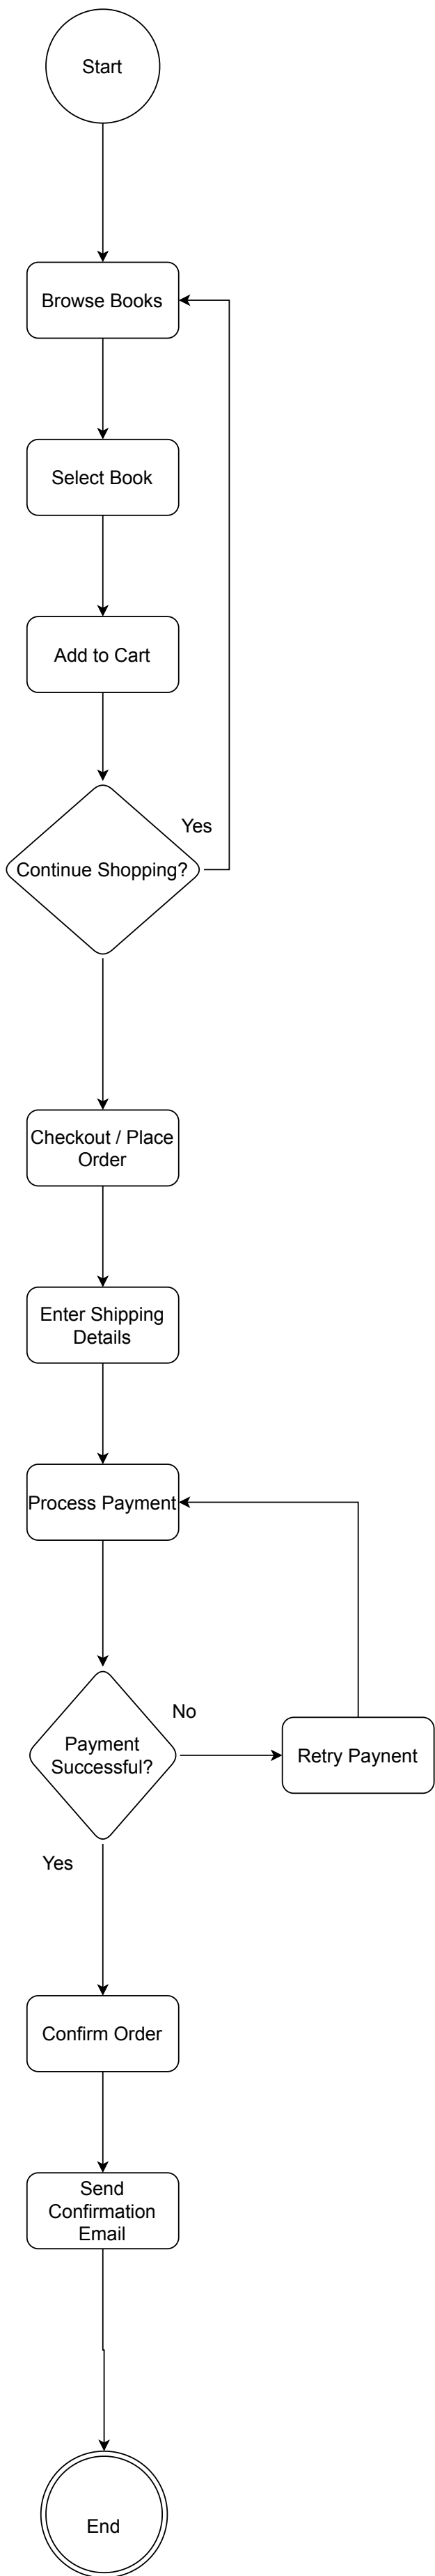 Start
Browse Books
Select Book
Add to Cart
Yes
Continue Shopping?
Checkout / Place
Order
Enter Shipping
Details
Process Payment
No
Payment
Successful?
Retry Paynent
Yes
Confirm Order
Send
Confirmation
Email
End